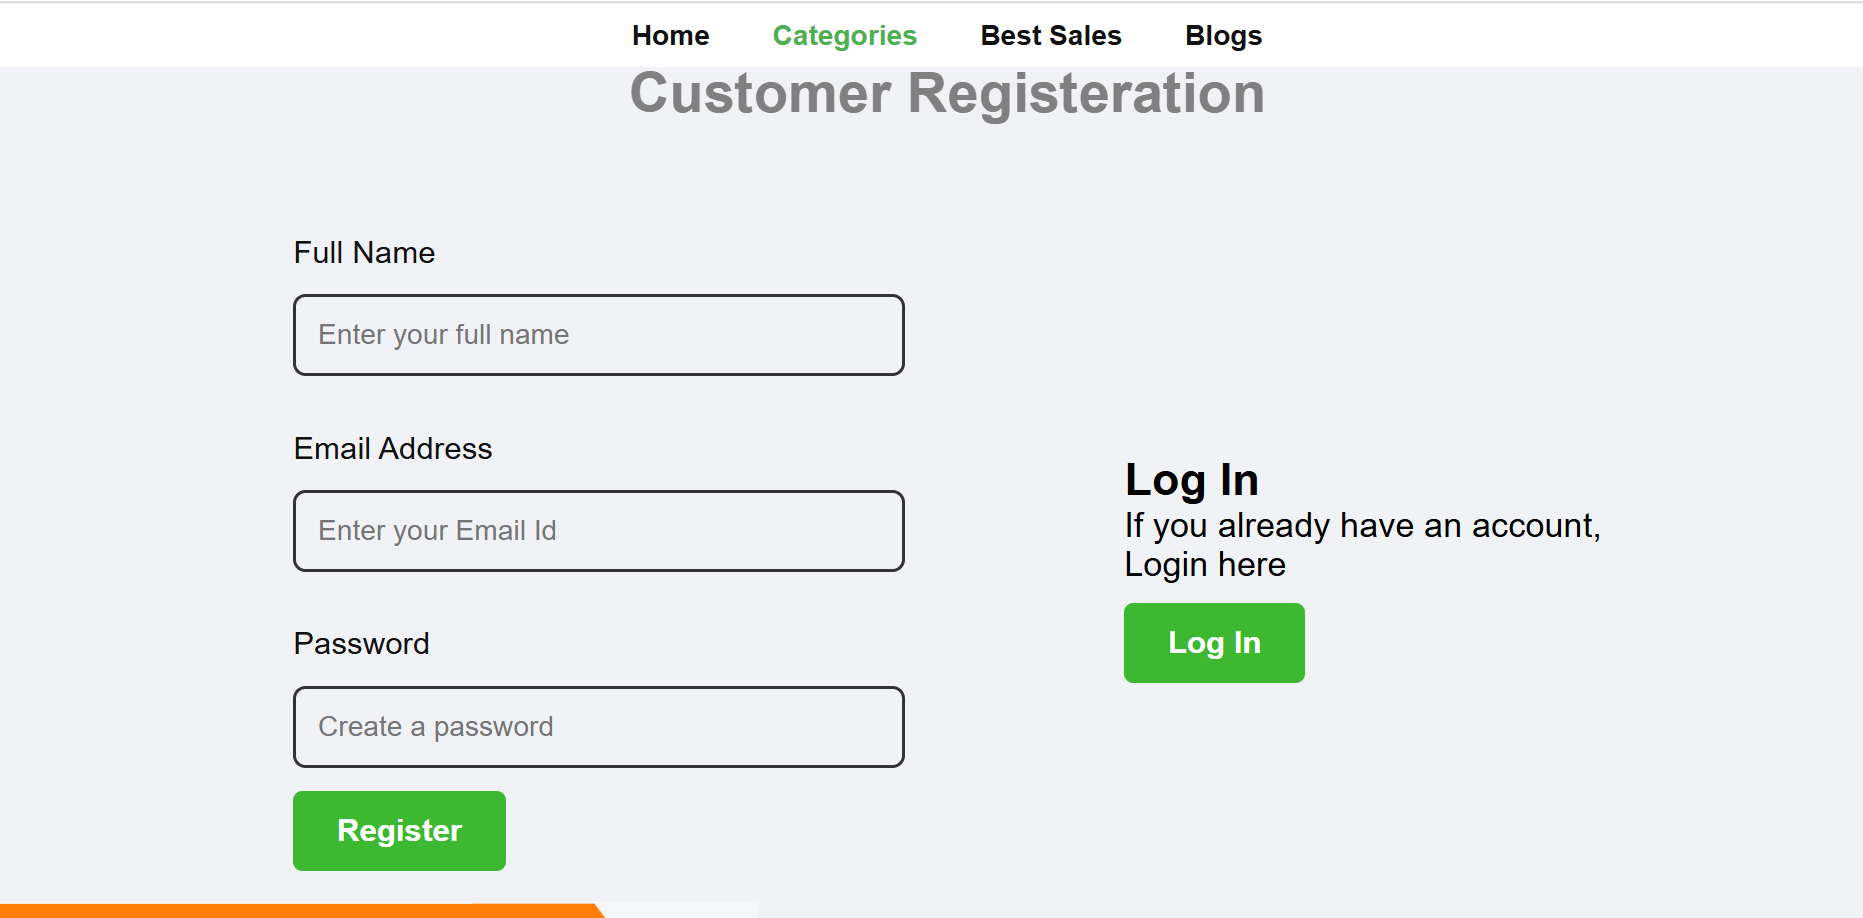 Home Categories Best Sales Blogs
Customer Registeration
Full Name
Enter your full name
Email Address
Enter your Email Id
Password
Create a password
Register
Log In
If you already have an account,
Login here
Log In